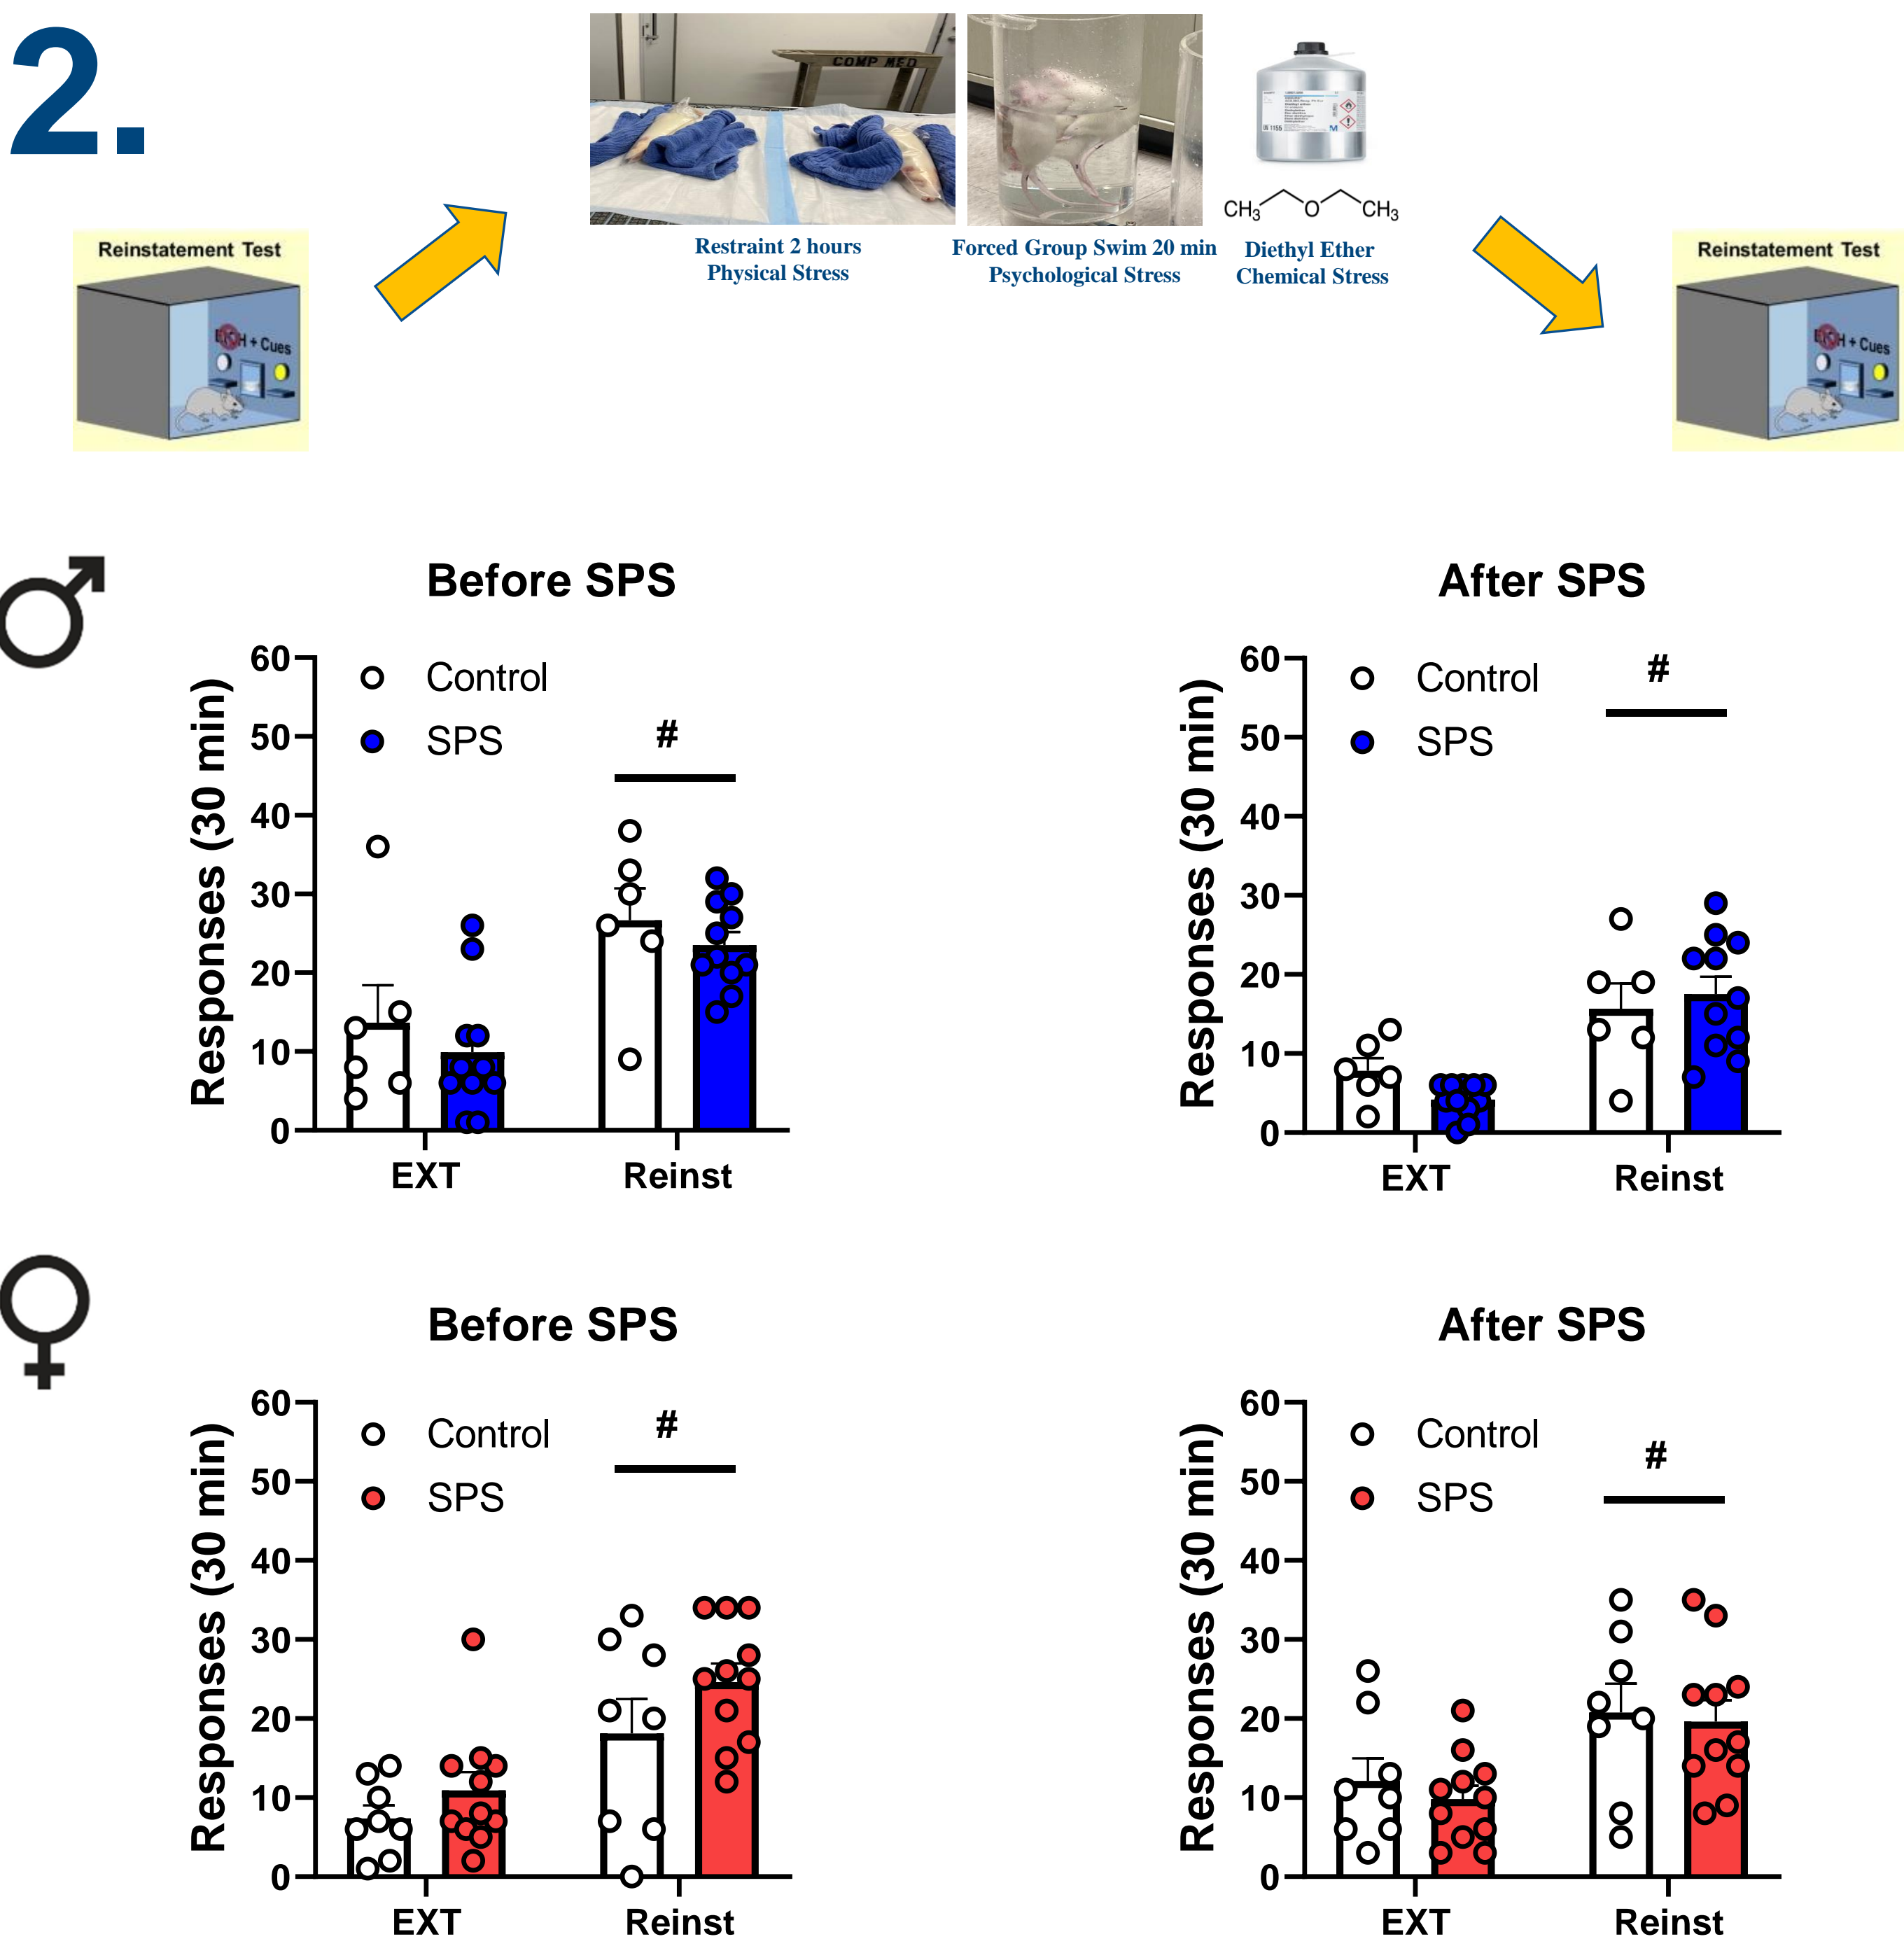 2.
COMP MED
Reinstatement Test
+ Cues
Restraint 2 hours
Physical Stress
Forced Group Swim 20 min
Psychological Stress
CH3 O CH3
Diethyl Ether
Chemical Stress
Reinstatement Test
+ Cues
Before SPS
Responses (30 min)
60
50
40
30
20
10
0
Control
SPS
#
EXT Reinst
After SPS
Responses (30 min)
60
50
40
30
20
10
0
Control
SPS
#
EXT Reinst
Before SPS
Responses (30 min)
60
50
40
30
20
10
0
Control
SPS
#
EXT Reinst
After SPS
Responses (30 min)
60
50
40
30
20
10
0
Control
SPS
#
EXT Reinst